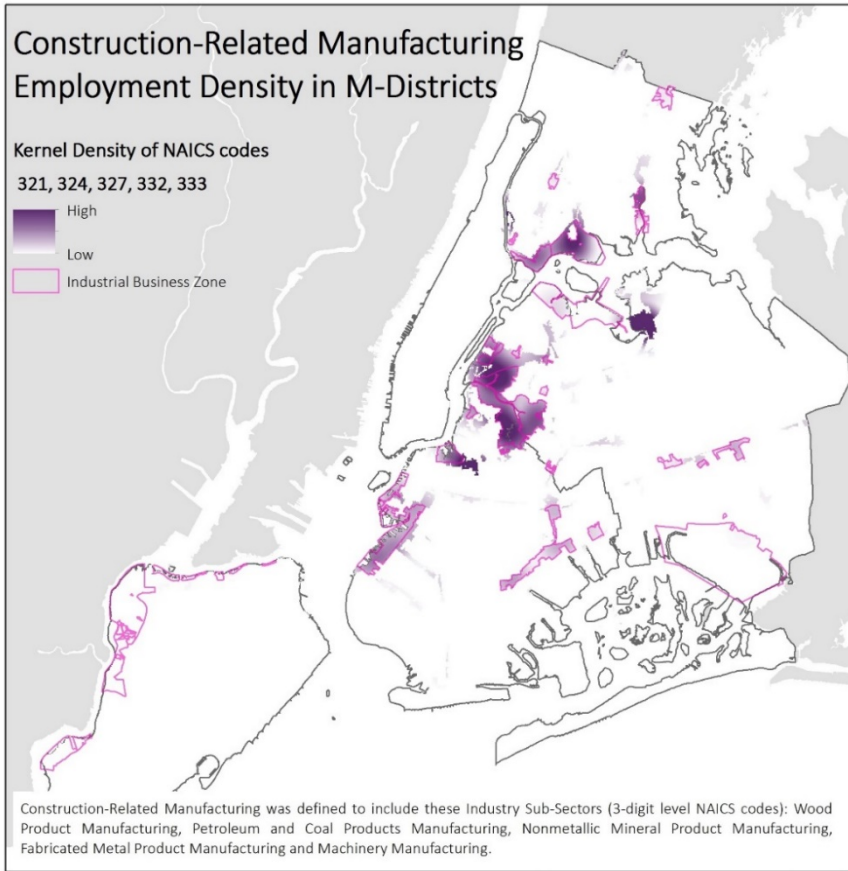 Construction-Related Manufacturing
Employment Density in M-Districts
Kernel Density of NAICS codes
321, 324, 327, 332, 333
High
Low
Industrial Business Zone
Construction-Related Manufacturing was defined to include these Industry Sub-Sectors (3-digit level NAICS codes): Wood
Product Manufacturing, Petroleum and Coal Products Manufacturing, Nonmetallic Mineral Product Manufacturing,
Fabricated Metal Product Manufacturing and Machinery Manufacturing.